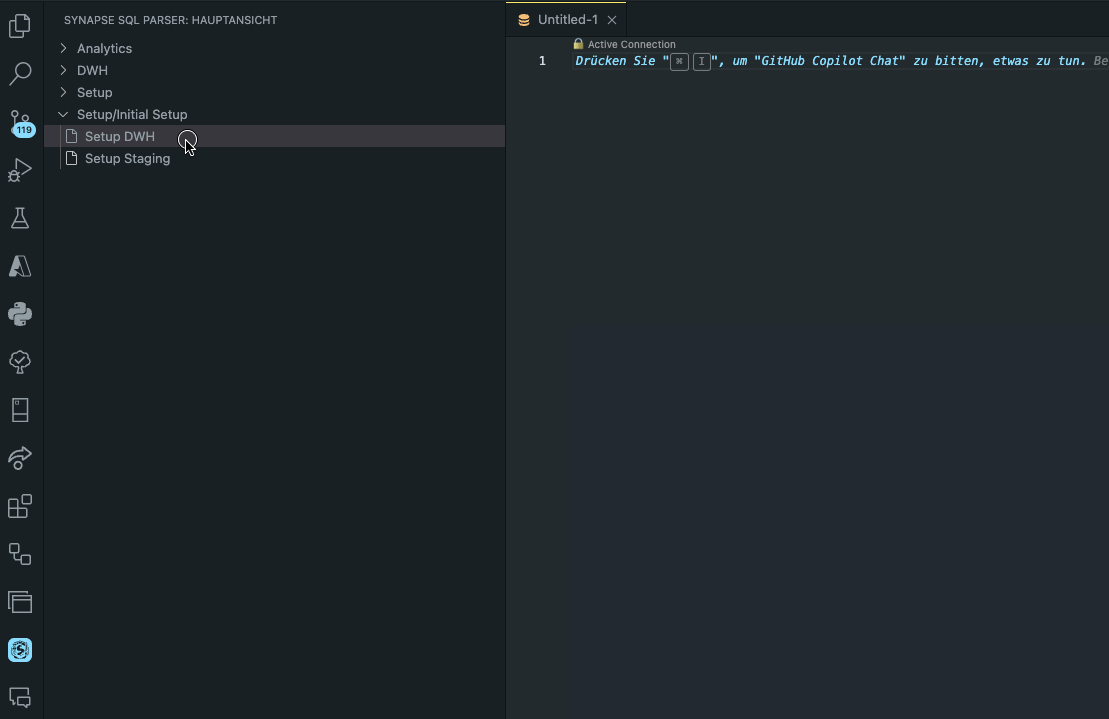 SYNAPSE SQL PARSER: HAUPTANSICHT
Analytics
DWH
Setup
Setup/Initial Setup
Setup DWH
Setup Staging
119
Untitled-1
Active Connection
1 Drücken Sie "⌘ I", um "GitHub Copilot Chat" zu bitten, etwas zu tun. Be